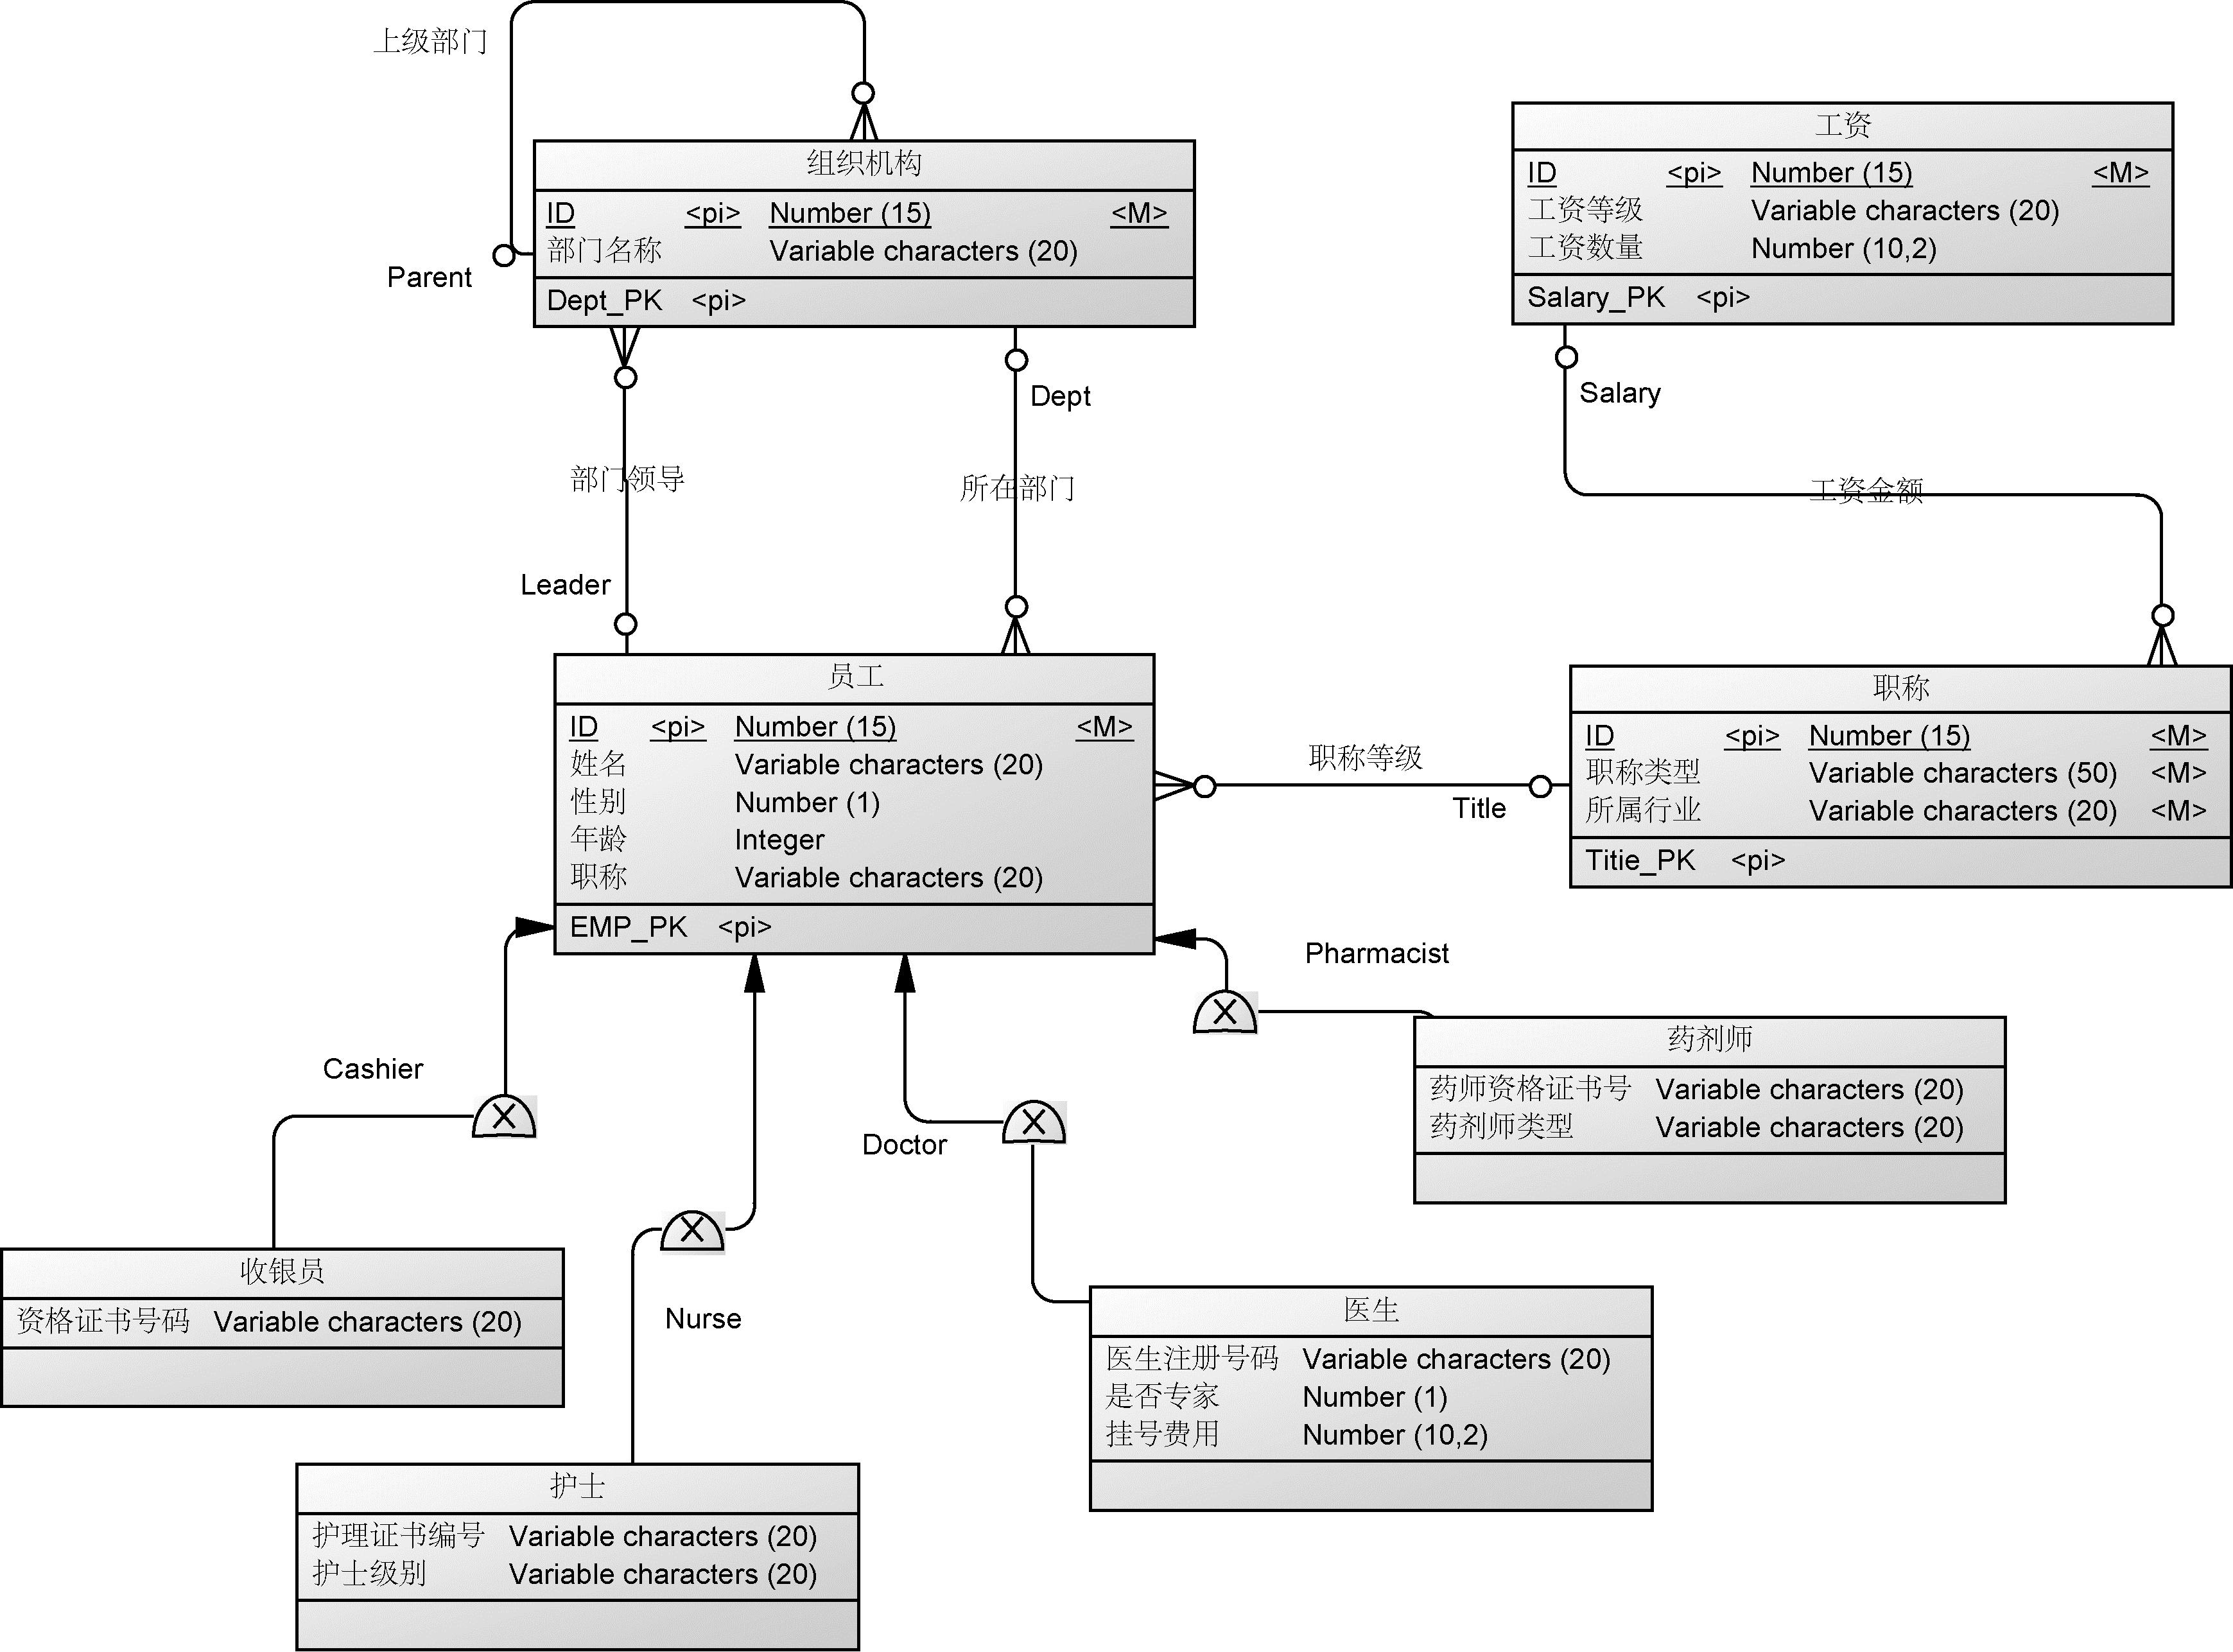 上级部门
Parent
组织机构
ID <pi> Number (15) <M>
部门名称 Variable characters (20)
Dept_PK <pi>
工资
ID <pi> Number (15) <M>
工资等级 Variable characters (20)
工资数量 Number (10,2)
Salary_PK <pi>
Dept
Salary
部门领导
所在部门
工资金额
Leader
员工
ID <pi> Number (15) <M>
姓名 Variable characters (20)
性别 Number (1)
年龄 Integer
职称 Variable characters (20)
EMP_PK <pi>
职称等级
Title
职称
ID <pi> Number (15) <M>
职称类型 Variable characters (50) <M>
所属行业 Variable characters (20) <M>
Titie_PK <pi>
Pharmacist
药剂师
药师资格证书号 Variable characters (20)
药剂师类型 Variable characters (20)
Cashier
Doctor
收银员
资格证书号码 Variable characters (20)
Nurse
医生
医生注册号码 Variable characters (20)
是否专家 Number (1)
挂号费用 Number (10,2)
护士
护理证书编号 Variable characters (20)
护士级别 Variable characters (20)